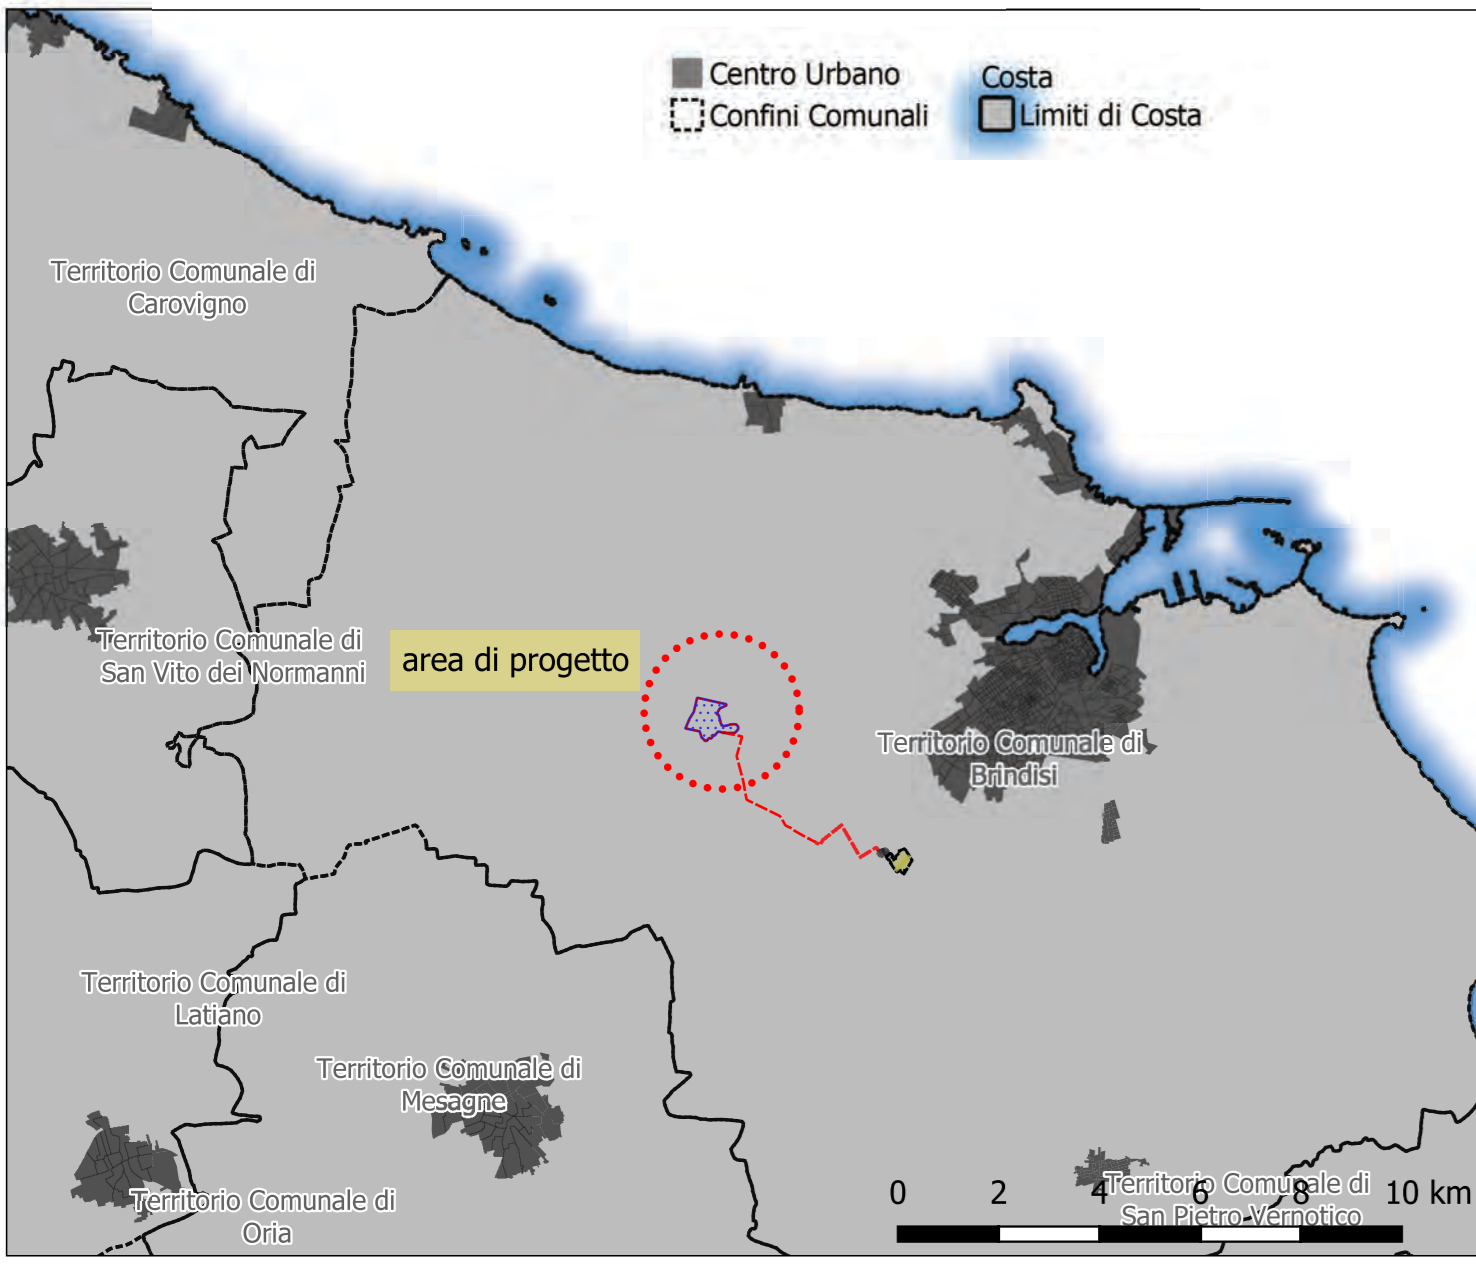 Centro Urbano
Confini Comunali
Costa
Limiti di Costa
Territorio Comunale di
Carovigno
Territorio Comunale di
San Vito dei Normanni
area di progetto
Territorio Comunale di
Brindisi
Territorio Comunale di
Latiano
Territorio Comunale di
Mesagne
Territorio Comunale di
Oria
Territorio Comunale di
San Pietro Vernotico
0 2 4 6 8 10 km